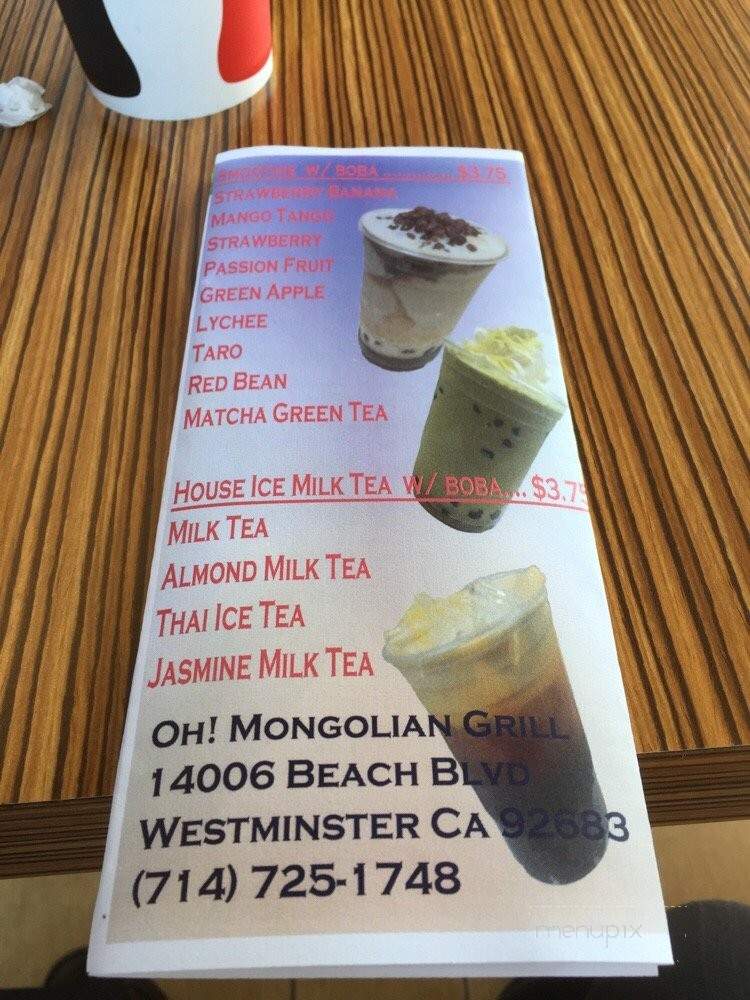 SMOOTHIE W/ BOBA ............. $3.75
STRAWBERRY BANANA
MANGO TANGO
STRAWBERRY
PASSION FRUIT
GREEN APPLE
LYCHEE
TARO
RED BEAN
MATCHA GREEN TEA
HOUSE ICE MILK TEA W/ BOBA.... $3.75
MILK TEA
ALMOND MILK TEA
THAI ICE TEA
JASMINE MILK TEA
OH! MONGOLIAN GRILL
14006 BEACH BLVD
WESTMINSTER CA 92683
(714) 725-1748
menupix